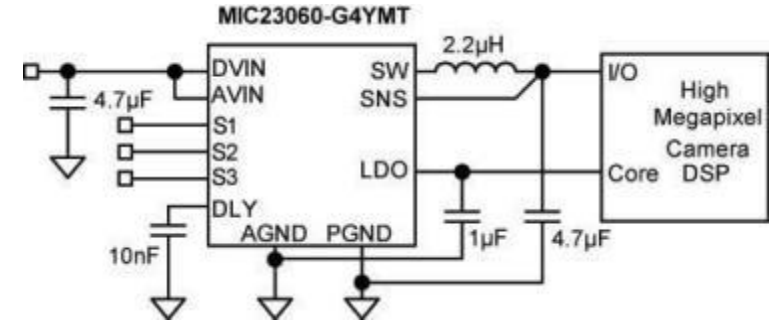 MIC23060-G4YMT
DVIN
AVIN
S1
S2
S3
DLY
AGND PGND
SW
SNS
LDO
4.7µF
10nF
2.2µH
1µF
4.7µF
I/O
High
Megapixel
Camera
Core DSP